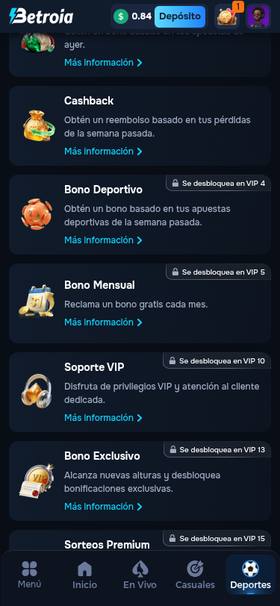 Betroia
$ 0.84 Depósito
1
ayer.
Más información >
Cashback
Obtén un reembolso basado en tus pérdidas
de la semana pasada.
Más información >
Se desbloquea en VIP 4
Bono Deportivo
Obtén un bono basado en tus apuestas
deportivas de la semana pasada.
Más información >
Se desbloquea en VIP 5
Bono Mensual
Reclama un bono gratis cada mes.
Más información >
Se desbloquea en VIP 10
Soporte VIP
Disfruta de privilegios VIP y atención al cliente
dedicada.
Más información >
Se desbloquea en VIP 13
Bono Exclusivo
VIP
Alcanza nuevas alturas y desbloquea
bonificaciones exclusivas.
Más información >
Se desbloquea en VIP 15
Sorteos Premium
Menú Inicio En Vivo Casuales Deportes